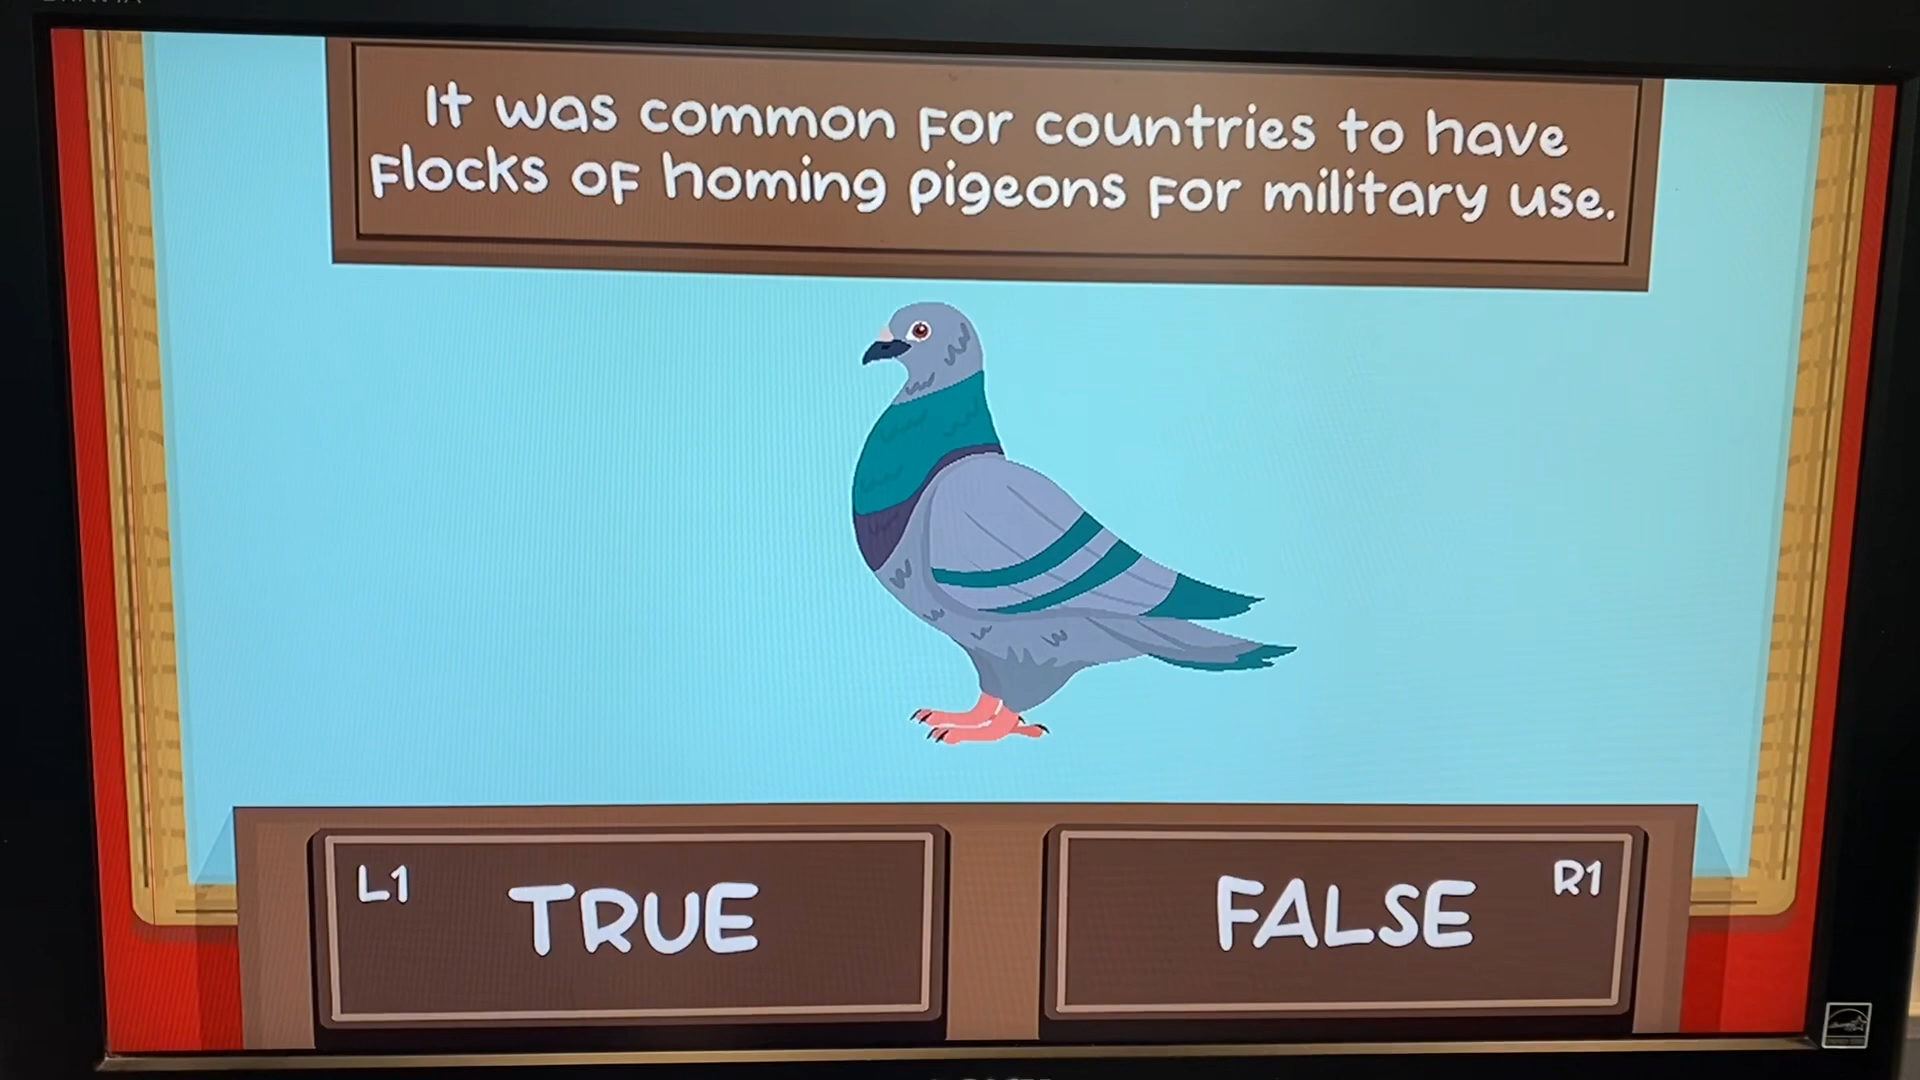 It was common for countries to have
flocks of homing pigeons for military use.
L1
TRUE
FALSE
R1